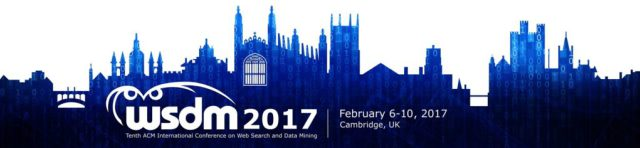 wsdm 2017
Tenth ACM International Conference on Web Search and Data Mining
February 6-10, 2017
Cambridge, UK